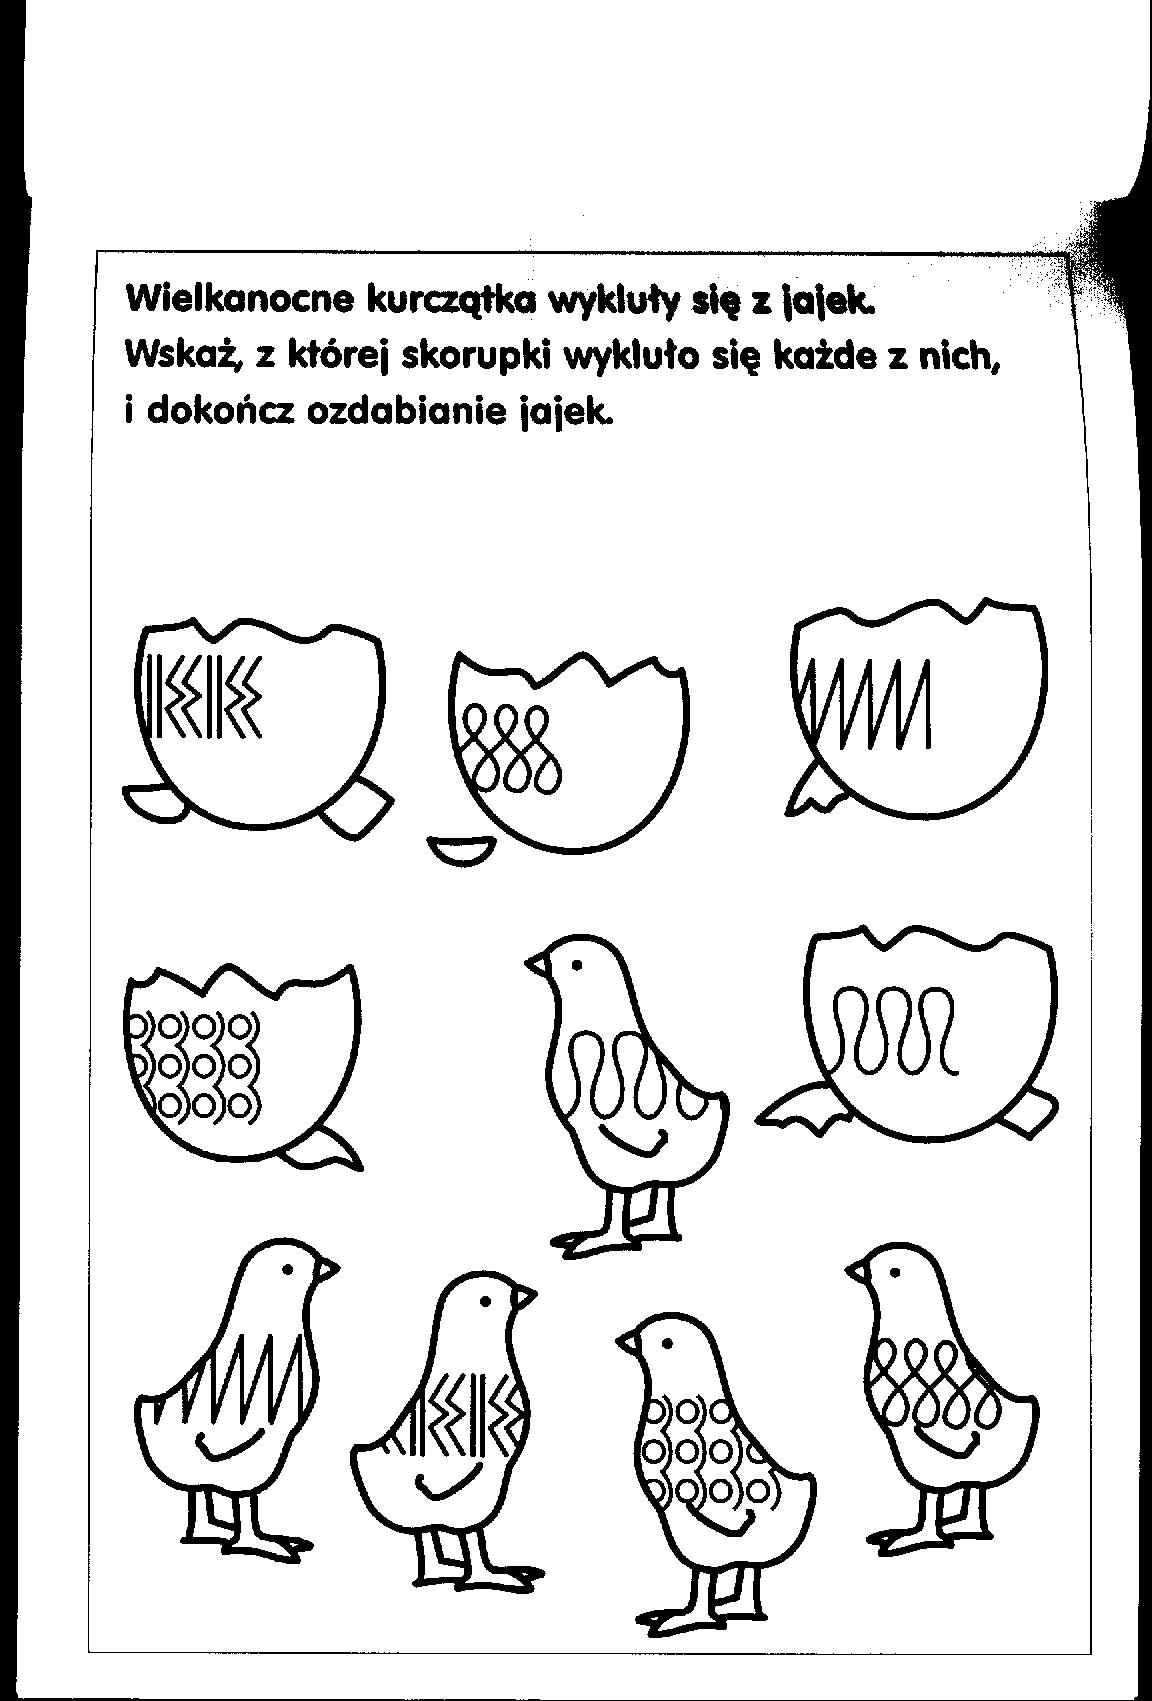 Wielkanocne kurczątka wykluły się z jajek.
Wskaż, z której skorupki wykluło się każde z nich,
i dokończ ozdabianie jajek.